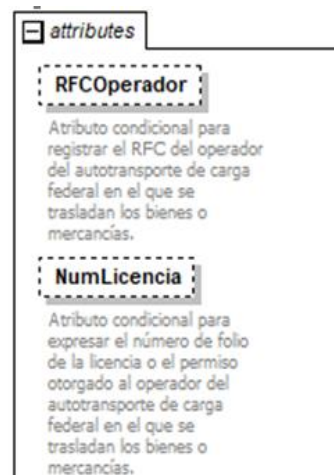 attributes
RFCOperador
Atributo condicional para
registrar el RFC del operador
del autotransporte de carga
federal en el que se
trasladan los bienes o
mercancías.
NumLicencia
Atributo condicional para
expresar el número de folio
de la licencia o el permiso
otorgado al operador del
autotransporte de carga
federal en el que se
trasladan los bienes o
mercancías.